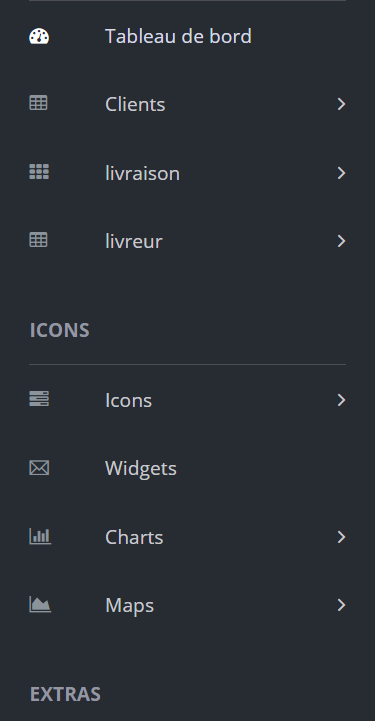 Tableau de bord
Clients
livraison
livreur
ICONS
Icons
Widgets
Charts
Maps
EXTRAS